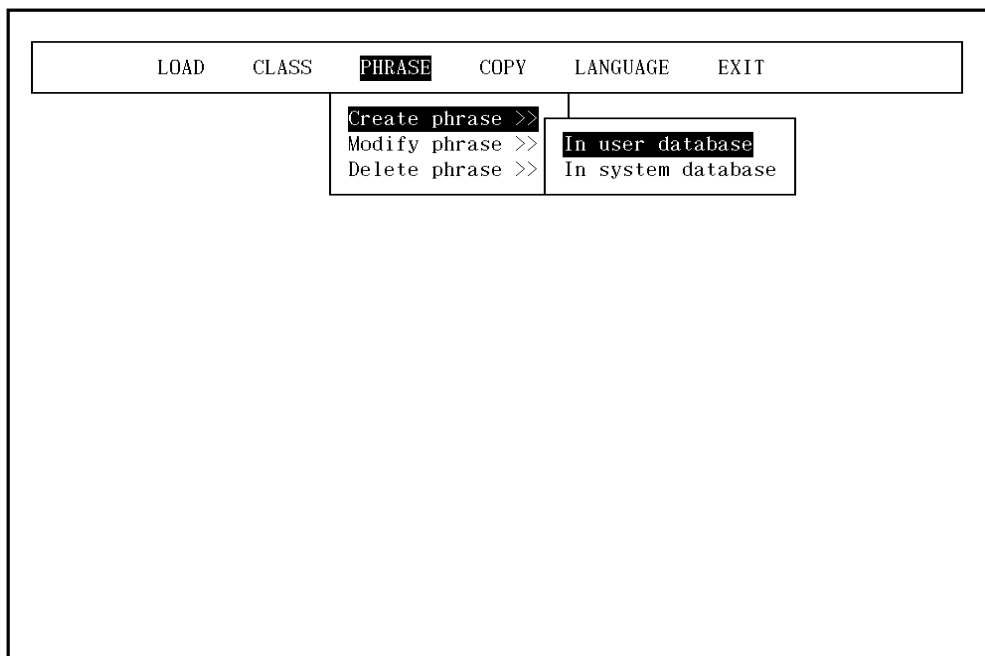 LOAD CLASS PHRASE COPY LANGUAGE EXIT
Create phrase >>
Modify phrase >> In user database
Delete phrase >> In system database